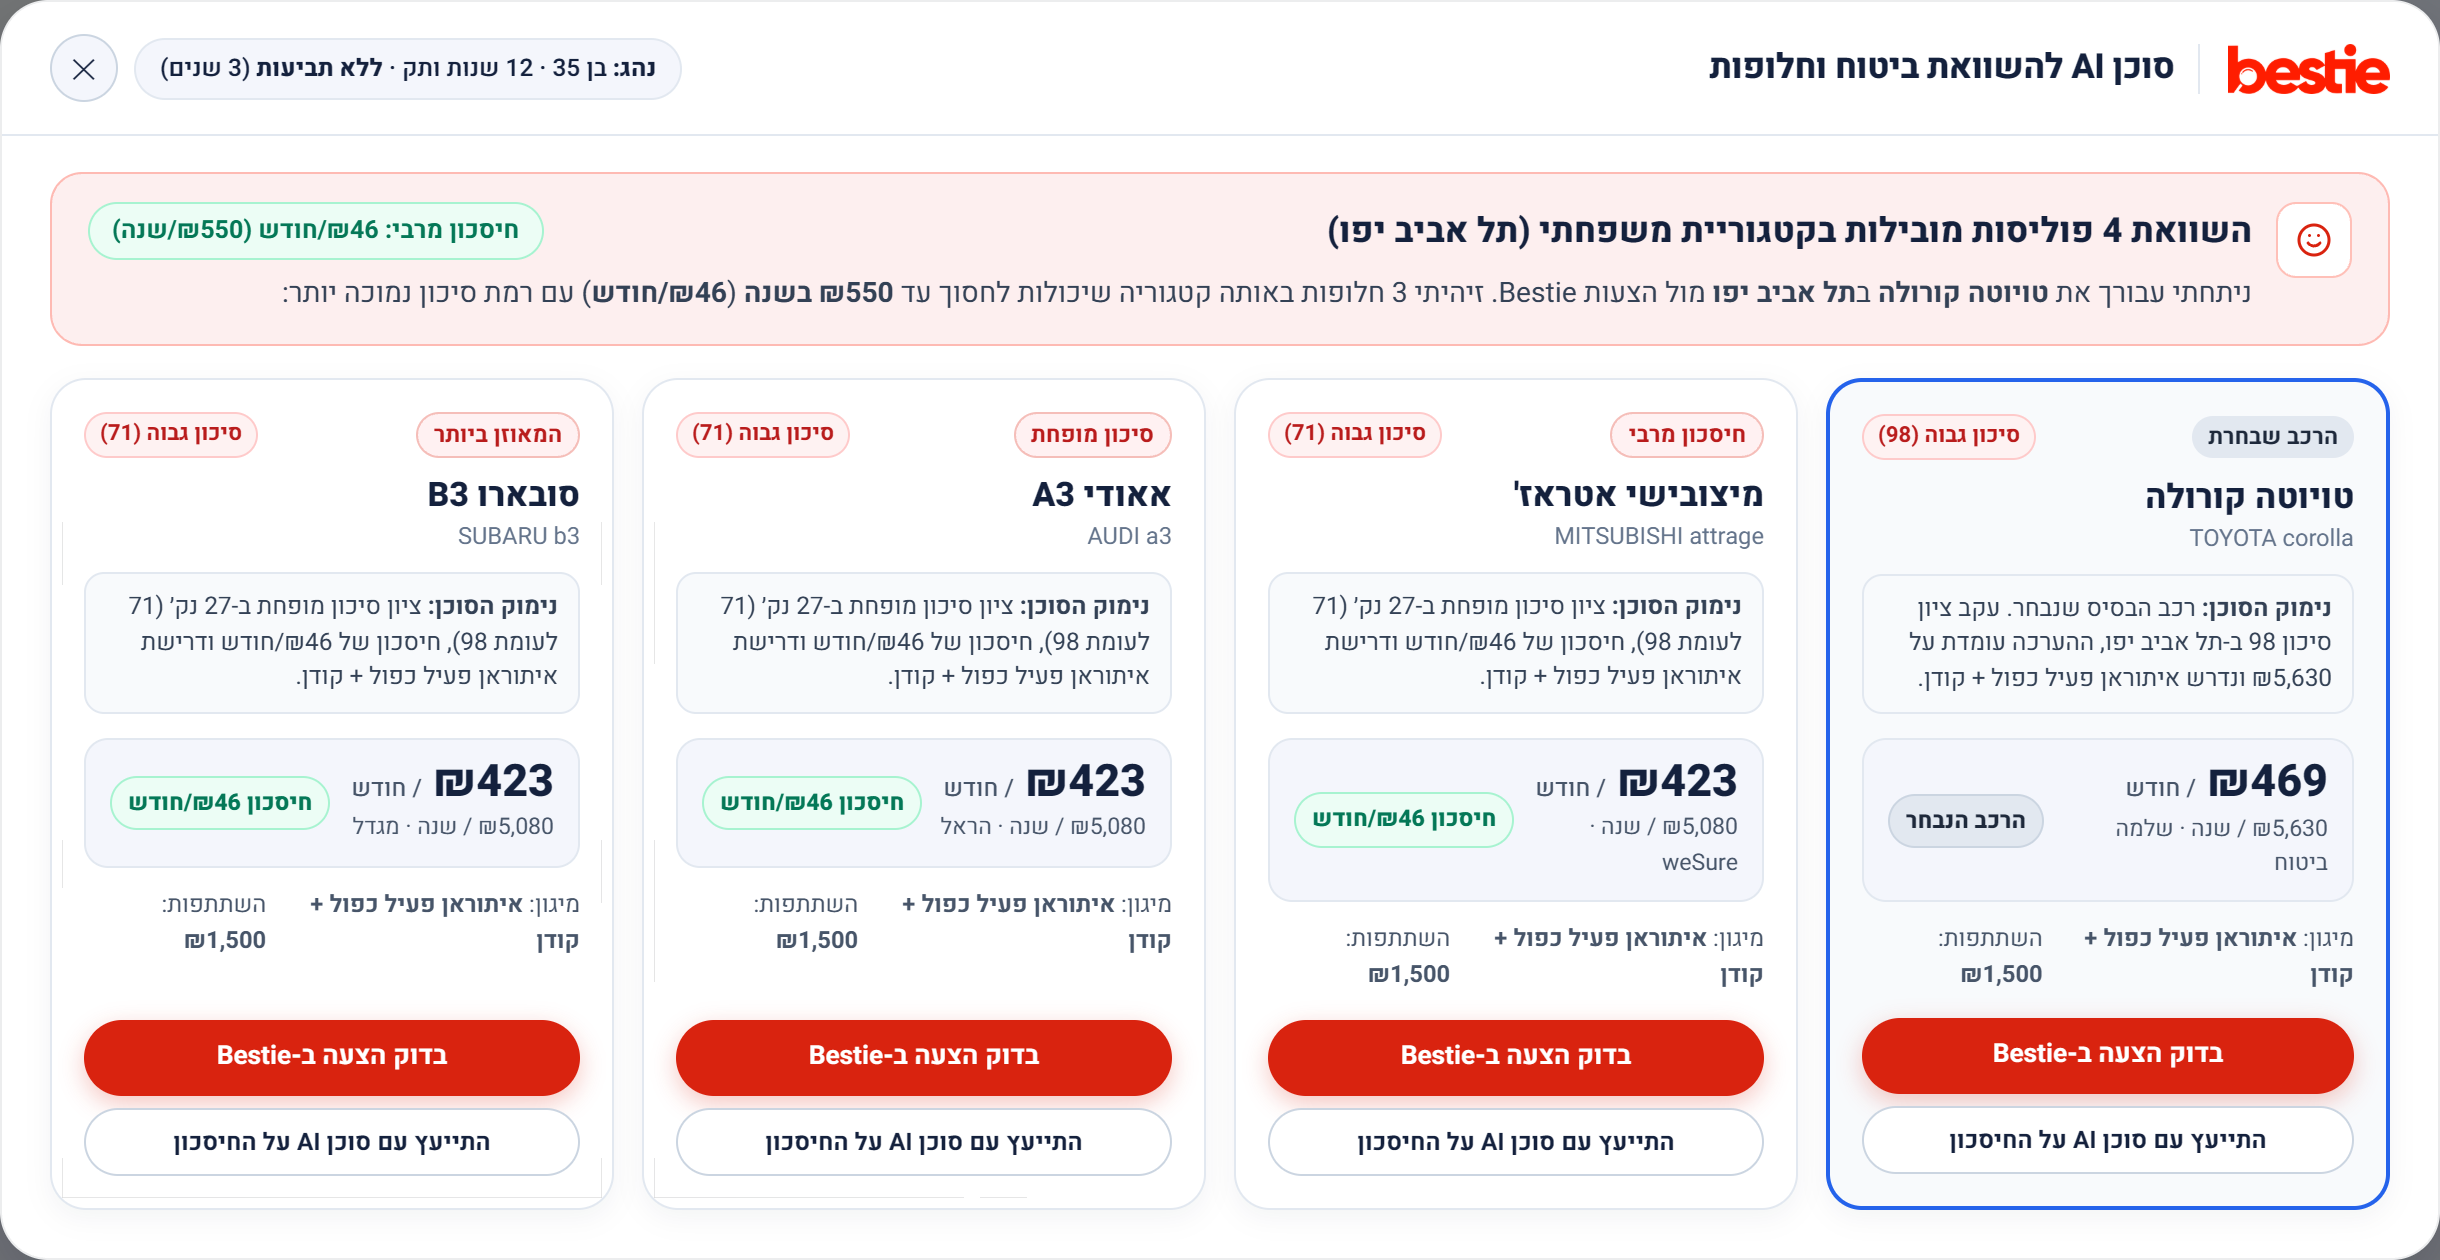 bestie
סוכן AI להשוואת ביטוח וחלופות
נהג: בן 35 · 12 שנות ותק · ללא תביעות (3 שנים)
השוואת 4 פוליסות מובילות בקטגוריית משפחתי (תל אביב יפו)
חיסכון מרבי: ₪46/חודש (₪550/שנה)
ניתחתי עבורך את טויוטה קורולה בתל אביב יפו מול הצעות Bestie. זיהיתי 3 חלופות באותה קטגוריה שיכולות לחסוך עד ₪550 בשנה (₪46/חודש) עם רמת סיכון נמוכה יותר:
הרכב שבחרת
סיכון גבוה (98)
טויוטה קורולה
TOYOTA corolla
נימוק הסוכן: רכב הבסיס שנבחר. עקב ציון
סיכון 98 ב-תל אביב יפו, ההערכה עומדת על
₪5,630 ונדרש איתוראן פעיל כפול + קודן.
₪469 / חודש
₪5,630 / שנה · שלמה
ביטוח
הרכב הנבחר
מיגון: איתוראן פעיל כפול +
קודן
השתתפות:
₪1,500
בדוק הצעה ב-Bestie
התייעץ עם סוכן AI על החיסכון
חיסכון מרבי
סיכון גבוה (71)
מיצובישי אטראז'
MITSUBISHI attrage
נימוק הסוכן: ציון סיכון מופחת ב-27 נק׳ (71
לעומת 98), חיסכון של ₪46/חודש ודרישת
איתוראן פעיל כפול + קודן.
₪423 / חודש
₪5,080 / שנה ·
weSure
חיסכון ₪46/חודש
מיגון: איתוראן פעיל כפול +
קודן
השתתפות:
₪1,500
בדוק הצעה ב-Bestie
התייעץ עם סוכן AI על החיסכון
סיכון מופחת
סיכון גבוה (71)
אאודי A3
AUDI a3
נימוק הסוכן: ציון סיכון מופחת ב-27 נק׳ (71
לעומת 98), חיסכון של ₪46/חודש ודרישת
איתוראן פעיל כפול + קודן.
₪423 / חודש
₪5,080 / שנה · הראל
חיסכון ₪46/חודש
מיגון: איתוראן פעיל כפול +
קודן
השתתפות:
₪1,500
בדוק הצעה ב-Bestie
התייעץ עם סוכן AI על החיסכון
המאוזן ביותר
סיכון גבוה (71)
סובארו B3
SUBARU b3
נימוק הסוכן: ציון סיכון מופחת ב-27 נק׳ (71
לעומת 98), חיסכון של ₪46/חודש ודרישת
איתוראן פעיל כפול + קודן.
₪423 / חודש
₪5,080 / שנה · מגדל
חיסכון ₪46/חודש
מיגון: איתוראן פעיל כפול +
קודן
השתתפות:
₪1,500
בדוק הצעה ב-Bestie
התייעץ עם סוכן AI על החיסכון